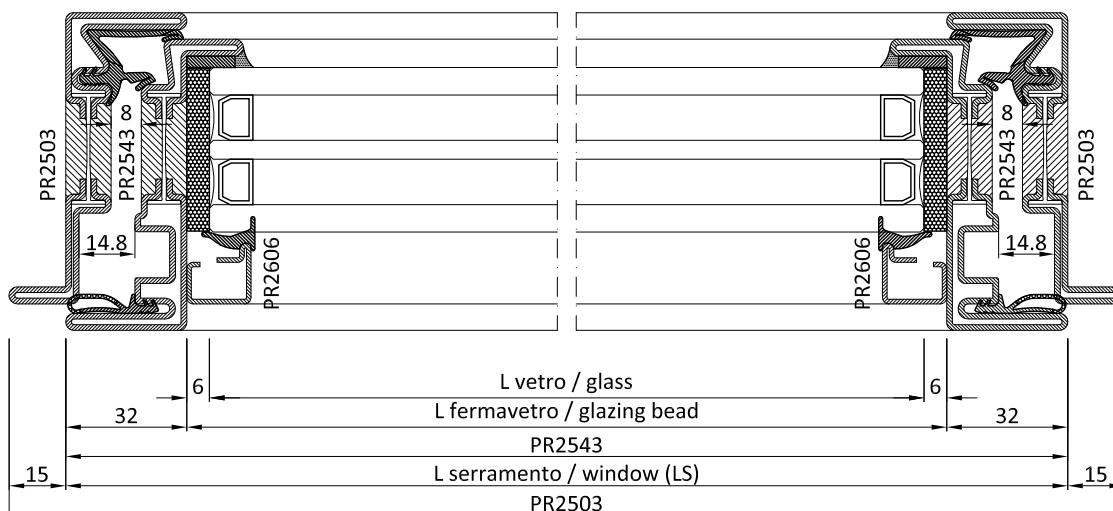 PR2503
8
PR2543
14.8
PR2606
PR2606
8
PR2543
14.8
PR2503
6
L vetro / glass
6
32
L fermavetro / glazing bead
32
PR2543
15
L serramento / window (LS)
15
PR2503